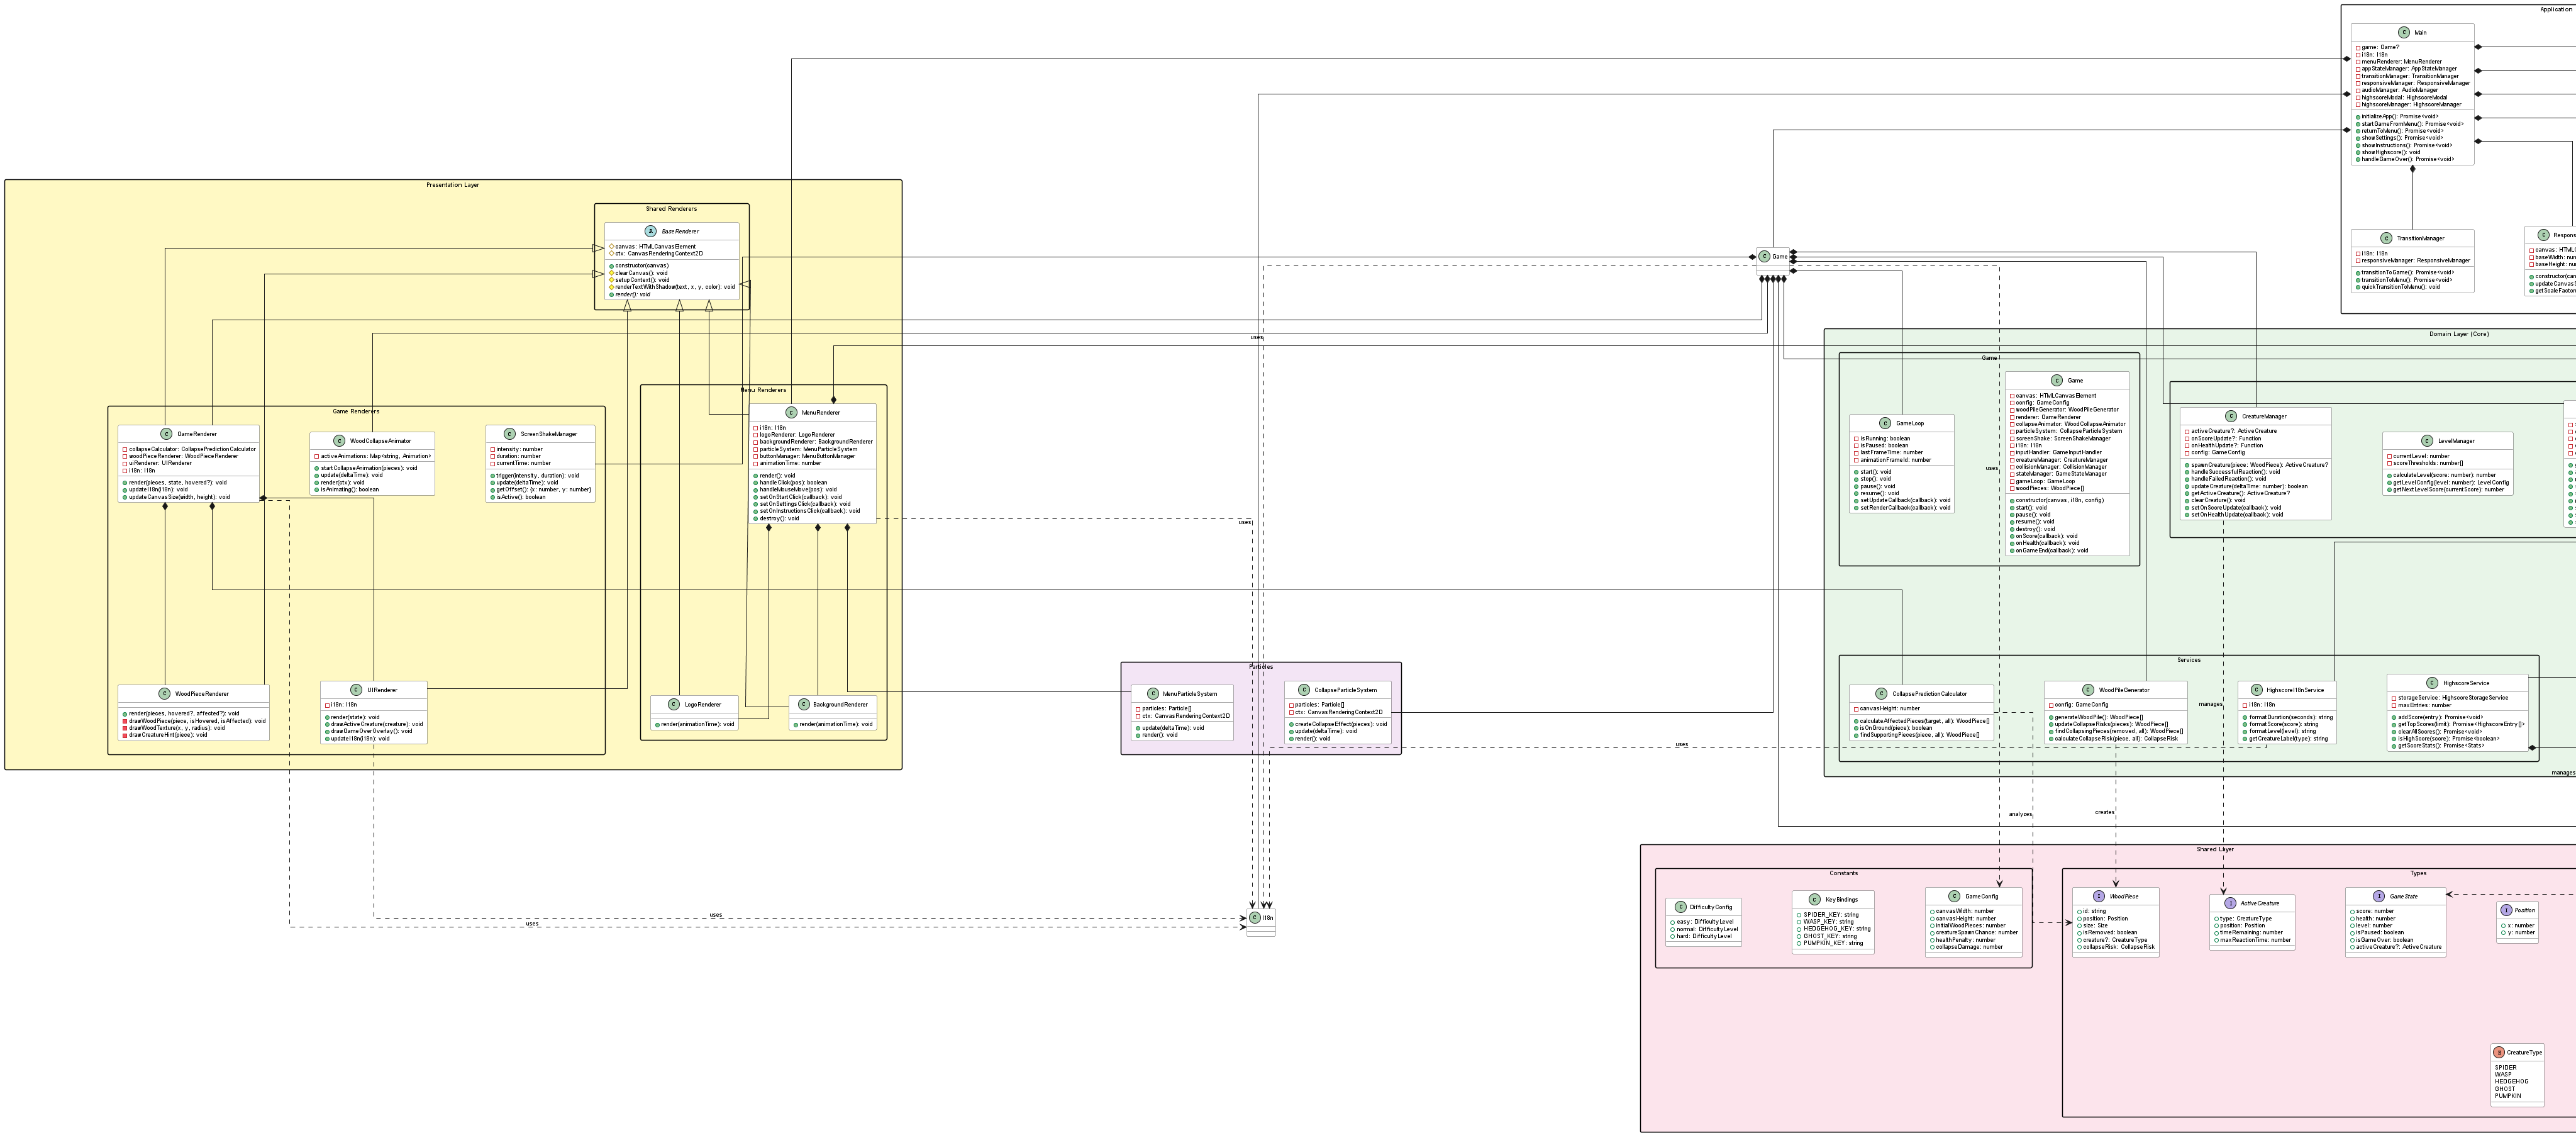 Application
C Main
game: Game?
i18n: I18n
menuRenderer: MenuRenderer
appStateManager: AppStateManager
transitionManager: TransitionManager
responsiveManager: ResponsiveManager
audioManager: AudioManager
highscoreModal: HighscoreModal
highscoreManager: HighscoreManager
initializeApp(): Promise<void>
startGameFromMenu(): Promise<void>
returnToMenu(): Promise<void>
showSettings(): Promise<void>
showInstructions(): Promise<void>
showHighscore(): void
handleGameOver(): Promise<void>
C TransitionManager
i18n: I18n
responsiveManager: ResponsiveManager
transitionToGame(): Promise<void>
transitionToMenu(): Promise<void>
quickTransitionToMenu(): void
C Respons
canvas: HTMLC
baseWidth: num
baseHeight: nu
constructor(can
updateCanvasS
getScaleFactor
Presentation Layer
Shared Renderers
A BaseRenderer
canvas: HTMLCanvasElement
ctx: CanvasRenderingContext2D
constructor(canvas)
clearCanvas(): void
setupContext(): void
renderTextWithShadow(text, x, y, color): void
render(): void
C Game
uses
Game Renderers
C GameRenderer
collapseCalculator: CollapsePredictionCalculator
woodPieceRenderer: WoodPieceRenderer
uiRenderer: UIRenderer
i18n: I18n
render(pieces, state, hovered?): void
updateI18n(i18n): void
updateCanvasSize(width, height): void
C WoodCollapseAnimator
activeAnimations: Map<string, Animation>
startCollapseAnimation(pieces): void
update(deltaTime): void
render(ctx): void
isAnimating(): boolean
C ScreenShakeManager
intensity: number
duration: number
currentTime: number
trigger(intensity, duration): void
update(deltaTime): void
getOffset(): {x: number, y: number}
isActive(): boolean
Menu Renderers
C MenuRenderer
i18n: I18n
logoRenderer: LogoRenderer
backgroundRenderer: BackgroundRenderer
particleSystem: MenuParticleSystem
buttonManager: MenuButtonManager
animationTime: number
render(): void
handleClick(pos): boolean
handleMouseMove(pos): void
setOnStartClick(callback): void
setOnSettingsClick(callback): void
setOnInstructionsClick(callback): void
destroy(): void
uses
C WoodPieceRenderer
render(pieces, hovered?, affected?): void
drawWoodPiece(piece, isHovered, isAffected): void
drawWoodTexture(x, y, radius): void
drawCreatureHint(piece): void
C UIRenderer
i18n: I18n
render(state): void
drawActiveCreature(creature): void
drawGameOverOverlay(): void
updateI18n(i18n): void
C LogoRenderer
render(animationTime): void
C BackgroundRenderer
render(animationTime): void
Particles
C MenuParticleSystem
particles: Particle[]
ctx: CanvasRenderingContext2D
update(deltaTime): void
render(): void
C CollapseParticleSystem
particles: Particle[]
ctx: CanvasRenderingContext2D
createCollapseEffect(pieces): void
update(deltaTime): void
render(): void
Domain Layer (Core)
Game
C GameLoop
isRunning: boolean
isPaused: boolean
lastFrameTime: number
animationFrameId: number
start(): void
stop(): void
pause(): void
resume(): void
setUpdateCallback(callback): void
setRenderCallback(callback): void
uses
C Game
canvas: HTMLCanvasElement
config: GameConfig
woodPileGenerator: WoodPileGenerator
renderer: GameRenderer
collapseAnimator: WoodCollapseAnimator
particleSystem: CollapseParticleSystem
screenShake: ScreenShakeManager
i18n: I18n
inputHandler: GameInputHandler
creatureManager: CreatureManager
collisionManager: CollisionManager
stateManager: GameStateManager
gameLoop: GameLoop
woodPieces: WoodPiece[]
constructor(canvas, i18n, config)
start(): void
pause(): void
resume(): void
destroy(): void
onScore(callback): void
onHealth(callback): void
onGameEnd(callback): void
C CreatureManager
activeCreature?: ActiveCreature
onScoreUpdate?: Function
onHealthUpdate?: Function
config: GameConfig
spawnCreature(piece: WoodPiece): ActiveCreature?
handleSuccessfulReaction(): void
handleFailedReaction(): void
updateCreature(deltaTime: number): boolean
getActiveCreature(): ActiveCreature?
clearCreature(): void
setOnScoreUpdate(callback): void
setOnHealthUpdate(callback): void
C LevelManager
currentLevel: number
scoreThresholds: number[]
calculateLevel(score: number): number
getLevelConfig(level: number): LevelConfig
getNextLevelScore(currentScore): number
Services
C CollapsePredictionCalculator
canvasHeight: number
calculateAffectedPieces(target, all): WoodPiece[]
isOnGround(piece): boolean
findSupportingPieces(piece, all): WoodPiece[]
C WoodPileGenerator
config: GameConfig
generateWoodPile(): WoodPiece[]
updateCollapseRisks(pieces): WoodPiece[]
findCollapsingPieces(removed, all): WoodPiece[]
calculateCollapseRisk(piece, all): CollapseRisk
manages
C HighscoreI18nService
i18n: I18n
formatDuration(seconds): string
formatScore(score): string
formatLevel(level): string
getCreatureLabel(type): string
C HighscoreService
storageService: HighscoreStorageService
maxEntries: number
addScore(entry): Promise<void>
getTopScores(limit): Promise<HighscoreEntry[]>
clearAllScores(): Promise<void>
isHighScore(score): Promise<boolean>
getScoreStats(): Promise<Stats>
uses
manages
analyzes
creates
uses
uses
C I18n
Shared Layer
Constants
C DifficultyConfig
easy: DifficultyLevel
normal: DifficultyLevel
hard: DifficultyLevel
C KeyBindings
SPIDER_KEY: string
WASP_KEY: string
HEDGEHOG_KEY: string
GHOST_KEY: string
PUMPKIN_KEY: string
C GameConfig
canvasWidth: number
canvasHeight: number
initialWoodPieces: number
creatureSpawnChance: number
healthPenalty: number
collapseDamage: number
Types
I WoodPiece
id: string
position: Position
size: Size
isRemoved: boolean
creature?: CreatureType
collapseRisk: CollapseRisk
I ActiveCreature
type: CreatureType
position: Position
timeRemaining: number
maxReactionTime: number
I GameState
score: number
health: number
level: number
isPaused: boolean
isGameOver: boolean
activeCreature?: ActiveCreature
I Position
x: number
y: number
CreatureType
SPIDER
WASP
HEDGEHOG
GHOST
PUMPKIN